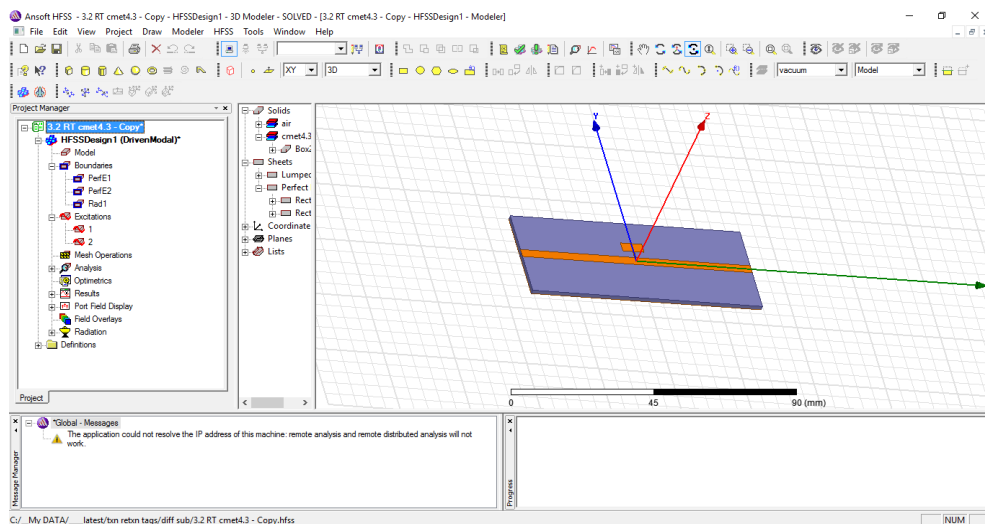 Ansoft HFSS - 3.2 RT cmet4.3 - Copy - HFSSDesign1 - 3D Modeler - SOLVED - [3.2 RT cmet4.3 - Copy - HFSSDesign1 - Modeler]
File Edit View Project Draw Modeler HFSS Tools Window Help
XY 3D vacuum Model
Project Manager
3.2 RT cmet4.3 - Copy*
HFSSDesign1 (DrivenModal)*
Model
Boundaries
PerfE1
PerfE2
Rad1
Excitations
1
2
Mesh Operations
Analysis
Optimetrics
Results
Port Field Display
Field Overlays
Radiation
Definitions
Project
Solids
air
cmet4.3
Box2
Sheets
Lumped
Perfect
Rect
Rect
Coordinate
Planes
Lists
Y
Z
0 45 90 (mm)
*Global - Messages
The application could not resolve the IP address of this machine: remote analysis and remote distributed analysis will not
work.
Message Manager
Progress
C:/_My DATA/___latest/txn retxn tags/diff sub/3.2 RT cmet4.3 - Copy.hfss
NUM